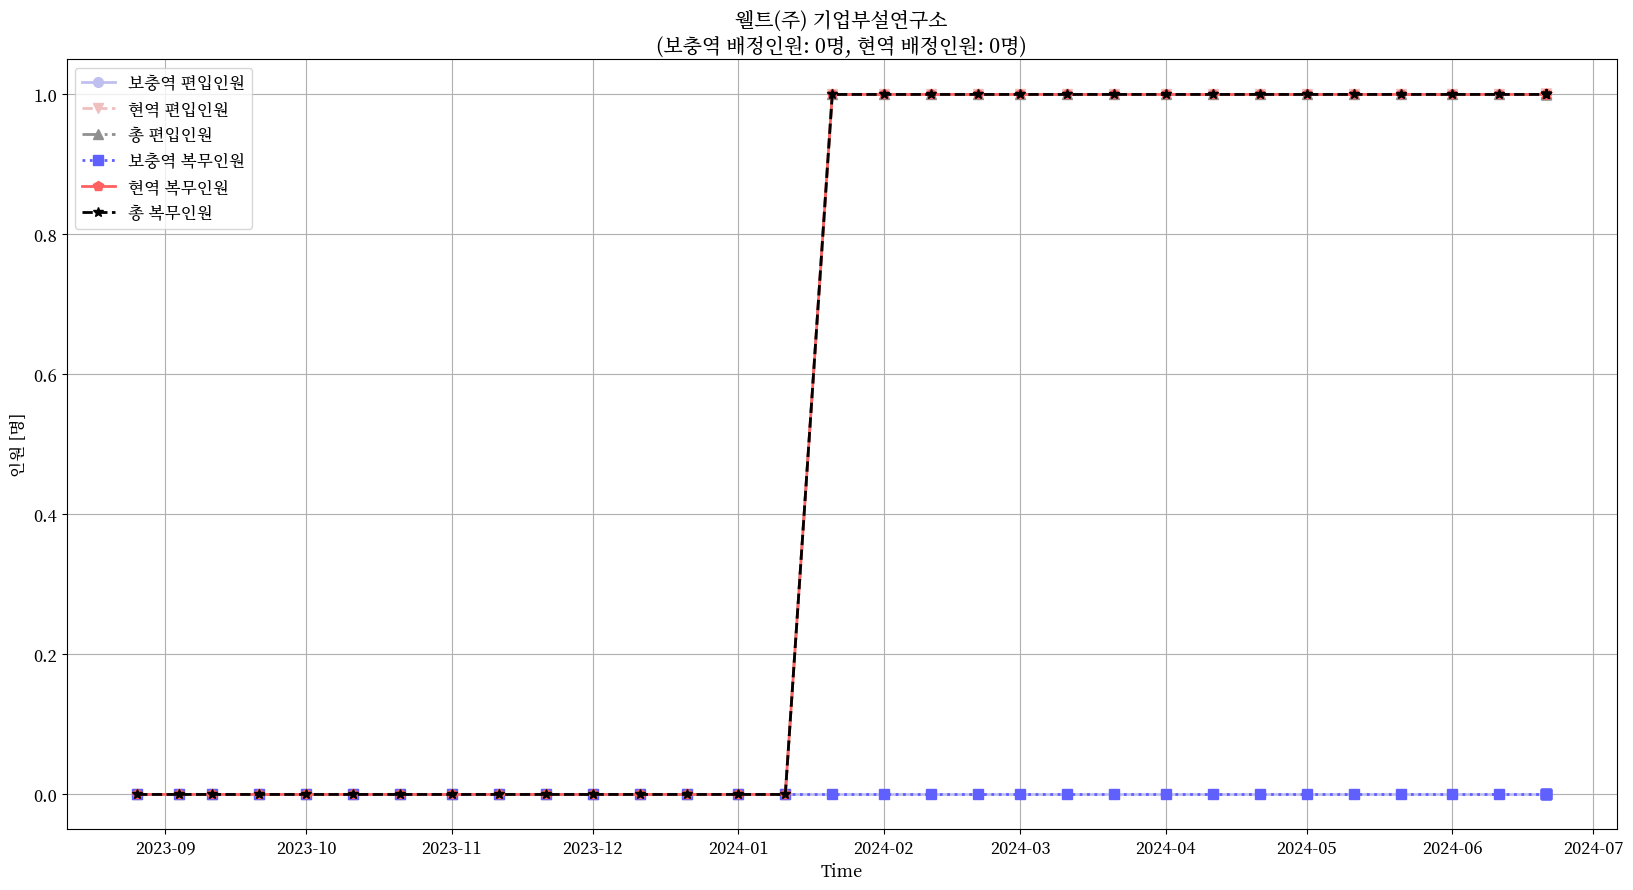 웰트(주) 기업부설연구소
(보충역 배정인원: 0명, 현역 배정인원: 0명)
보충역 편입인원
현역 편입인원
총 편입인원
보충역 복무인원
현역 복무인원
총 복무인원
인원 [명]
1.0
0.8
0.6
0.4
0.2
0.0
2023-09
2023-10
2023-11
2023-12
2024-01
2024-02
2024-03
2024-04
2024-05
2024-06
2024-07
Time